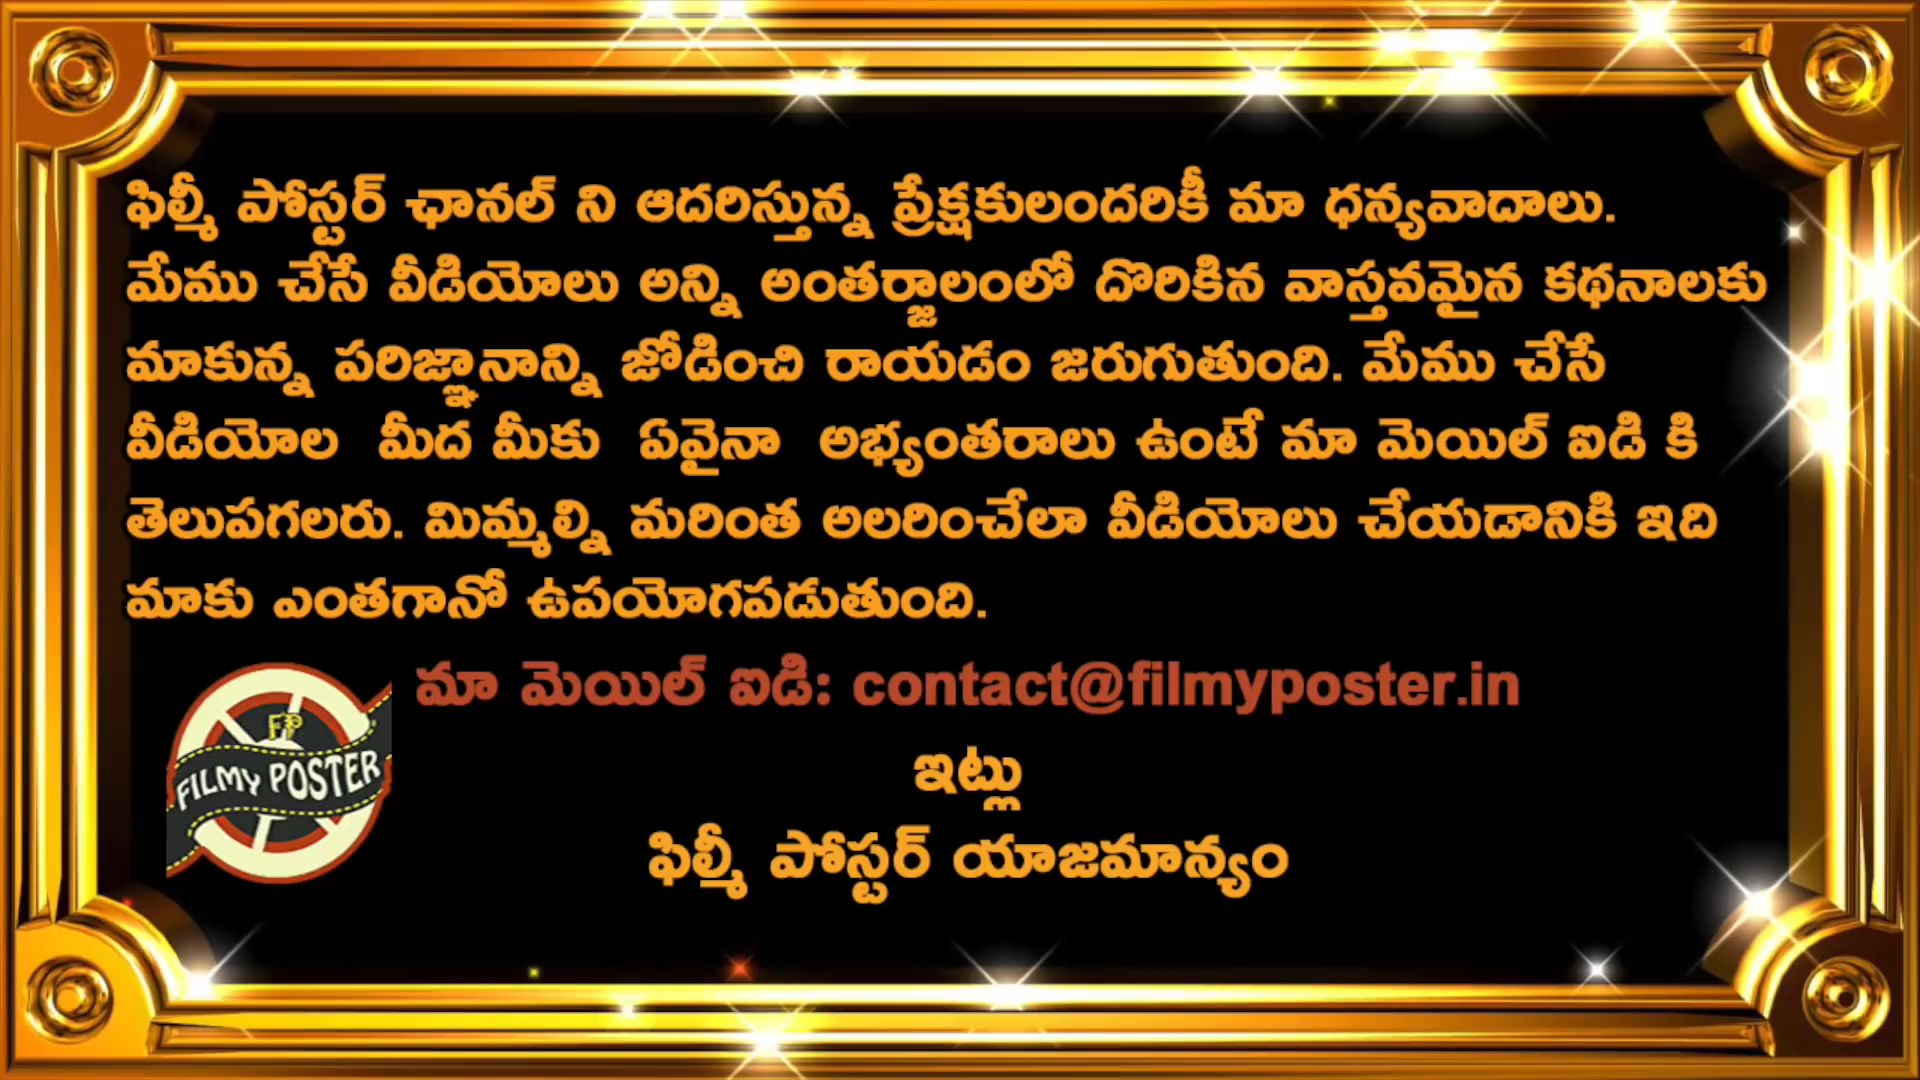 ఫిల్మీ పోస్టర్ ఛానల్ ని ఆదరిస్తున్న ప్రేక్షకులందరికీ మా ధన్యవాదాలు.
మేము చేసే వీడియోలు అన్ని అంతర్జాలంలో దొరికిన వాస్తవమైన కథనాలకు
మాకున్న పరిజ్ఞానాన్ని జోడించి రాయడం జరుగుతుంది. మేము చేసే
వీడియోల మీద మీకు ఏవైనా అభ్యంతరాలు ఉంటే మా మెయిల్ ఐడి కి
తెలుపగలరు. మిమ్మల్ని మరింత అలరించేలా వీడియోలు చేయడానికి ఇది
మాకు ఎంతగానో ఉపయోగపడుతుంది.
మా మెయిల్ ఐడి: contact@filmyposter.in
FP
FILMY POSTER
ఇట్లు
ఫిల్మీ పోస్టర్ యాజమాన్యం